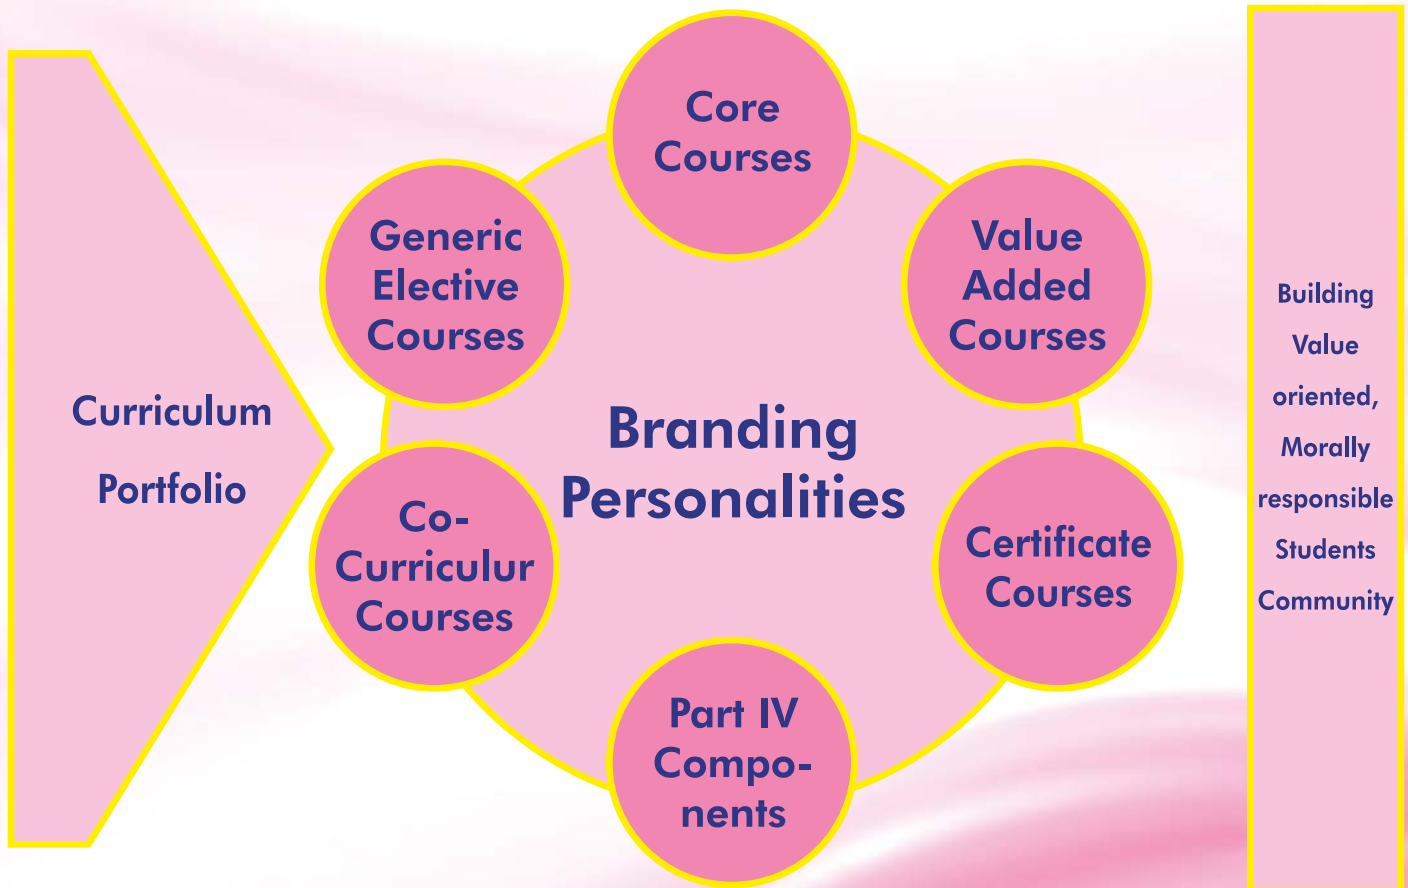 Curriculum
Portfolio
Core
Courses
Generic
Elective
Courses
Value
Added
Courses
Branding
Personalities
Co-
Curriculur
Courses
Certificate
Courses
Part IV
Compo-
nents
Building
Value
oriented,
Morally
responsible
Students
Community